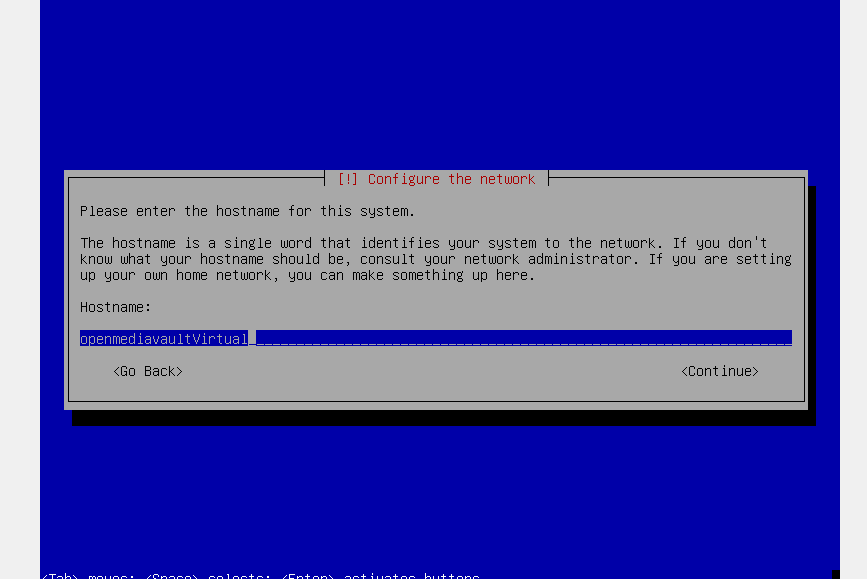 [!] Configure the network
Please enter the hostname for this system.
The hostname is a single word that identifies your system to the network. If you don't
know what your hostname should be, consult your network administrator. If you are setting
up your own home network, you can make something up here.
Hostname:
openmediavaultVirtual
<Go Back> <Continue>
<Tab> moves; <Space> selects; <Enter> activates buttons